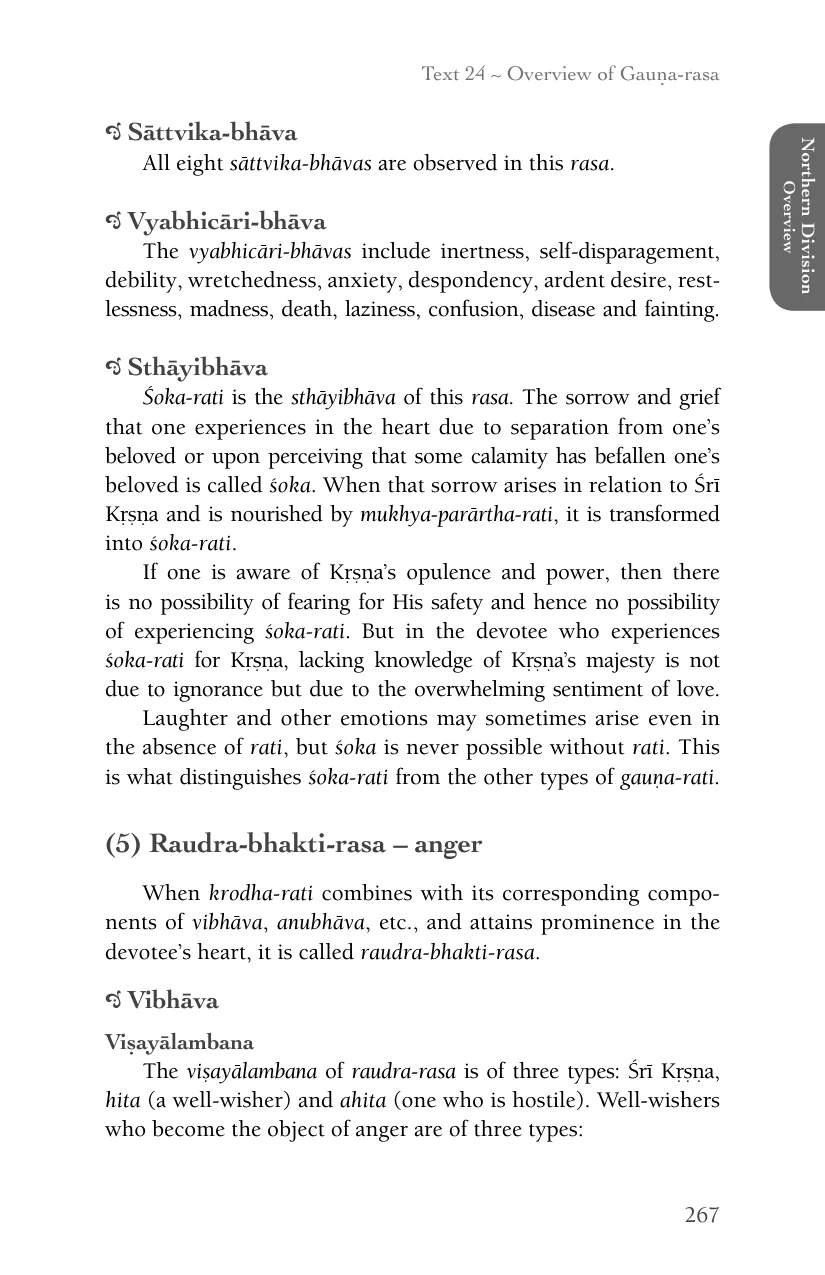 Text 24 ~ Overview of Gauṇa-rasa
Northern Division
Overview
Sāttvika-bhāva
All eight sāttvika-bhāvas are observed in this rasa.
Vyabhicāri-bhāva
The vyabhicāri-bhāvas include inertness, self-disparagement,
debility, wretchedness, anxiety, despondency, ardent desire, rest-
lessness, madness, death, laziness, confusion, disease and fainting.
Sthāyibhāva
Śoka-rati is the sthāyibhāva of this rasa. The sorrow and grief
that one experiences in the heart due to separation from one’s
beloved or upon perceiving that some calamity has befallen one’s
beloved is called śoka. When that sorrow arises in relation to Śrī
Kṛṣṇa and is nourished by mukhya-parārtha-rati, it is transformed
into śoka-rati.
If one is aware of Kṛṣṇa’s opulence and power, then there
is no possibility of fearing for His safety and hence no possibility
of experiencing śoka-rati. But in the devotee who experiences
śoka-rati for Kṛṣṇa, lacking knowledge of Kṛṣṇa’s majesty is not
due to ignorance but due to the overwhelming sentiment of love.
Laughter and other emotions may sometimes arise even in
the absence of rati, but śoka is never possible without rati. This
is what distinguishes śoka-rati from the other types of gauṇa-rati.
(5) Raudra-bhakti-rasa – anger
When krodha-rati combines with its corresponding compo-
nents of vibhāva, anubhāva, etc., and attains prominence in the
devotee’s heart, it is called raudra-bhakti-rasa.
Vibhāva
Viṣayālambana
The viṣayālambana of raudra-rasa is of three types: Śrī Kṛṣṇa,
hita (a well-wisher) and ahita (one who is hostile). Well-wishers
who become the object of anger are of three types:
267